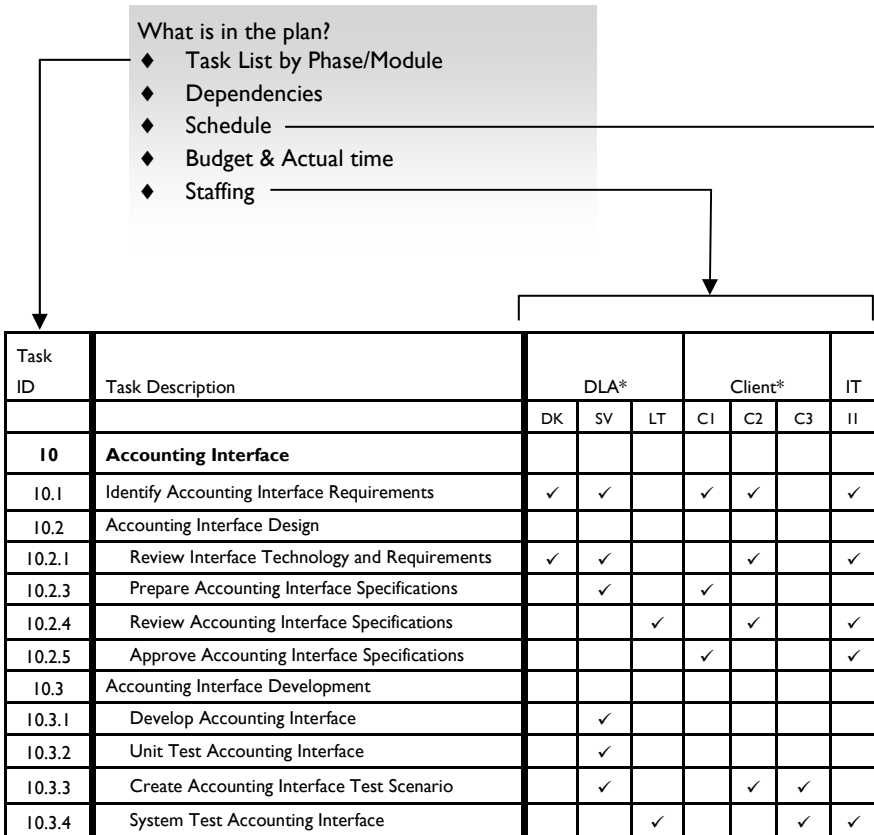 What is in the plan?
♦ Task List by Phase/Module
♦ Dependencies
♦ Schedule
♦ Budget & Actual time
♦ Staffing
Task
ID Task Description DLA* Client* IT
DK SV LT C1 C2 C3 I1
10 Accounting Interface
10.1 Identify Accounting Interface Requirements ✓ ✓ ✓ ✓ ✓
10.2 Accounting Interface Design
10.2.1 Review Interface Technology and Requirements ✓ ✓ ✓ ✓
10.2.3 Prepare Accounting Interface Specifications ✓ ✓
10.2.4 Review Accounting Interface Specifications ✓ ✓ ✓
10.2.5 Approve Accounting Interface Specifications ✓ ✓
10.3 Accounting Interface Development
10.3.1 Develop Accounting Interface ✓
10.3.2 Unit Test Accounting Interface ✓
10.3.3 Create Accounting Interface Test Scenario ✓ ✓ ✓
10.3.4 System Test Accounting Interface ✓ ✓ ✓